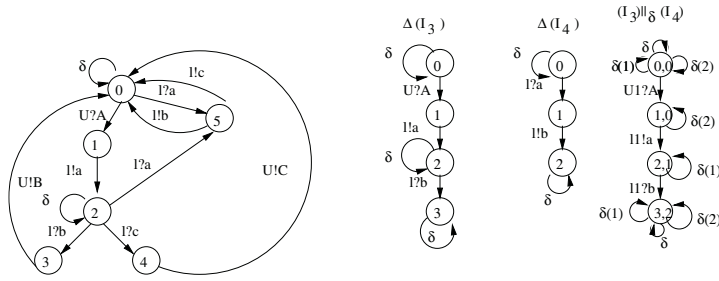 Δ(I3)
Δ(I4)
(I3)||δ (I4)
δ
0
l!c
l?a
U?A
l!b
5
1
l!a
l?a
U!B
U!C
δ
2
l?b
l?c
3
4
δ
0
U?A
1
l!a
δ
2
l?b
3
δ
δ
0
l?a
1
l!b
2
δ
δ
δ(1)
0,0
δ(2)
U1?A
1,0
δ(2)
l1!a
2,1
δ(1)
l1?b
δ(1)
3,2
δ(2)
δ